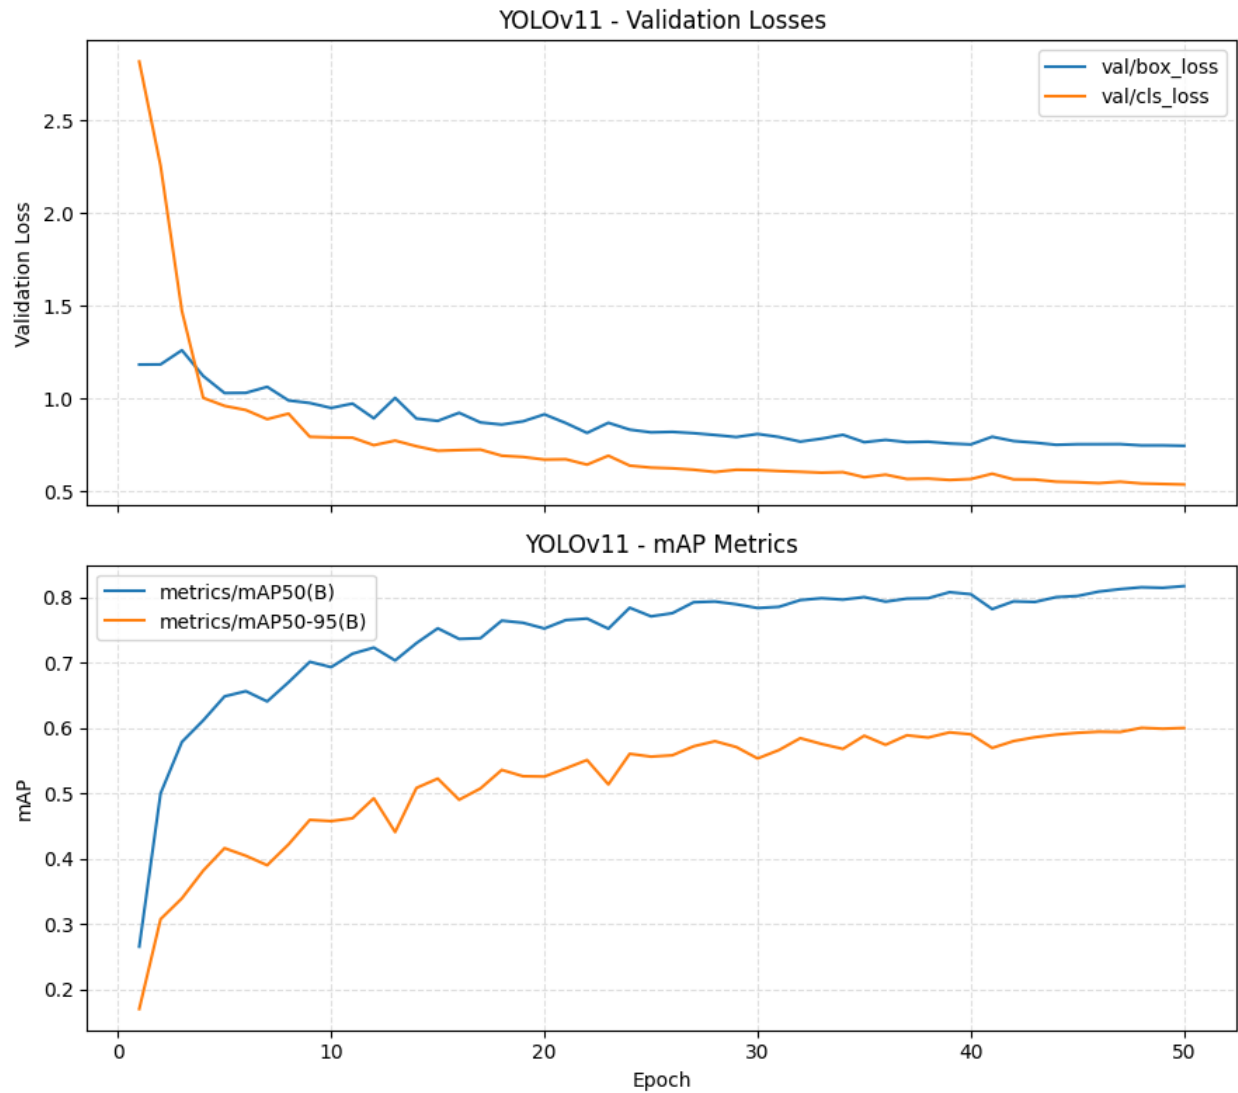 YOLOv11 - Validation Losses
val/box_loss
val/cls_loss
Validation Loss
2.5
2.0
1.5
1.0
0.5
YOLOv11 - mAP Metrics
metrics/mAP50(B)
metrics/mAP50-95(B)
mAP
0.8
0.7
0.6
0.5
0.4
0.3
0.2
0 10 20 30 40 50
Epoch